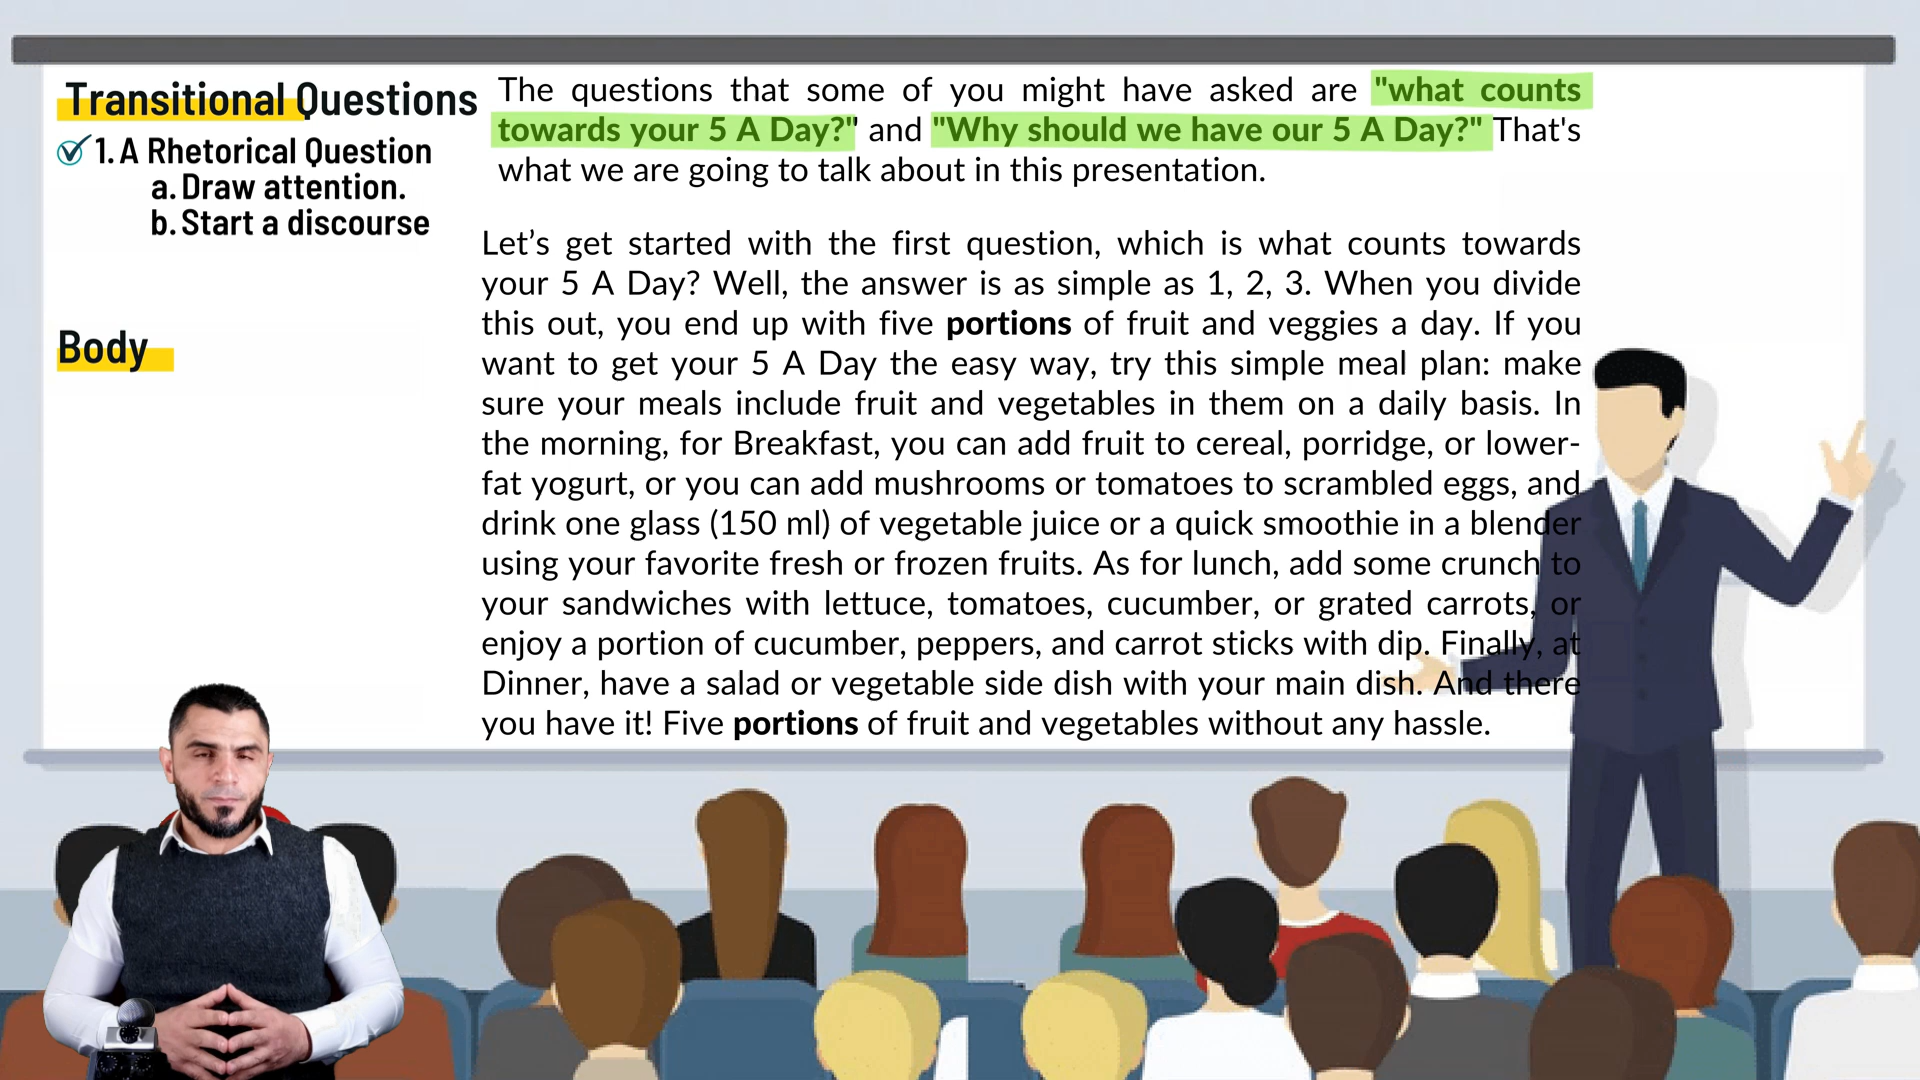 Transitional Questions
1. A Rhetorical Question
a. Draw attention.
b. Start a discourse
Body
The questions that some of you might have asked are "what counts
towards your 5 A Day?" and "Why should we have our 5 A Day?" That's
what we are going to talk about in this presentation.
Let’s get started with the first question, which is what counts towards
your 5 A Day? Well, the answer is as simple as 1, 2, 3. When you divide
this out, you end up with five portions of fruit and veggies a day. If you
want to get your 5 A Day the easy way, try this simple meal plan: make
sure your meals include fruit and vegetables in them on a daily basis. In
the morning, for Breakfast, you can add fruit to cereal, porridge, or lower-
fat yogurt, or you can add mushrooms or tomatoes to scrambled eggs, and
drink one glass (150 ml) of vegetable juice or a quick smoothie in a blender
using your favorite fresh or frozen fruits. As for lunch, add some crunch to
your sandwiches with lettuce, tomatoes, cucumber, or grated carrots, or
enjoy a portion of cucumber, peppers, and carrot sticks with dip. Finally, at
Dinner, have a salad or vegetable side dish with your main dish. And there
you have it! Five portions of fruit and vegetables without any hassle.